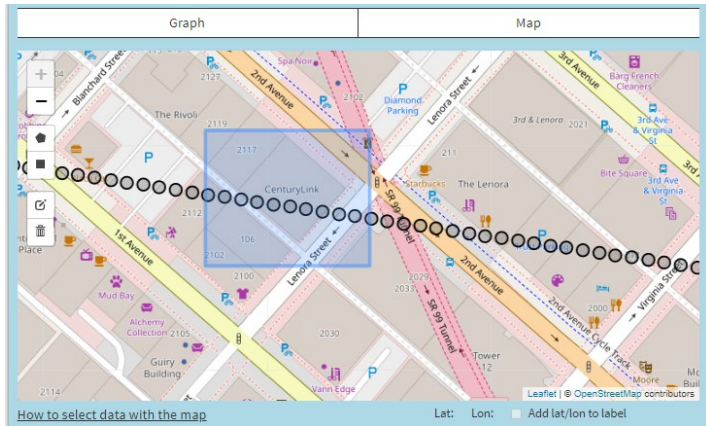 Graph
Map
Spa Noir
3rd Avenue
104
2127
2nd Avenue
Barg French
Cleaners
Blanchard Street
P
Diamond
Parking
2102
Lenora Street
The Rivoli
2119
3rd & Lenora
2021
3rd Ave
& Virginia
St
2117
211
P
CenturyLink
Starbucks
The Lenora
Bite Square
3rd Ave
& Virginia
St
SR 99 Tunnel
2112
106
1st Avenue
Place
2102
Lenora Street
2100
2nd Avenue
2029
2033
Virginia Street
Mud Bay
SR 99 Tunnel
2nd Avenue Cycle Track
2000
Alchemy
Collection
2105
2030
Guiry
Building
Tower
12
P
Vann Edge
Moore
2114
Leaflet | © OpenStreetMap contributors
How to select data with the map
Lat:
Lon:
Add lat/lon to label